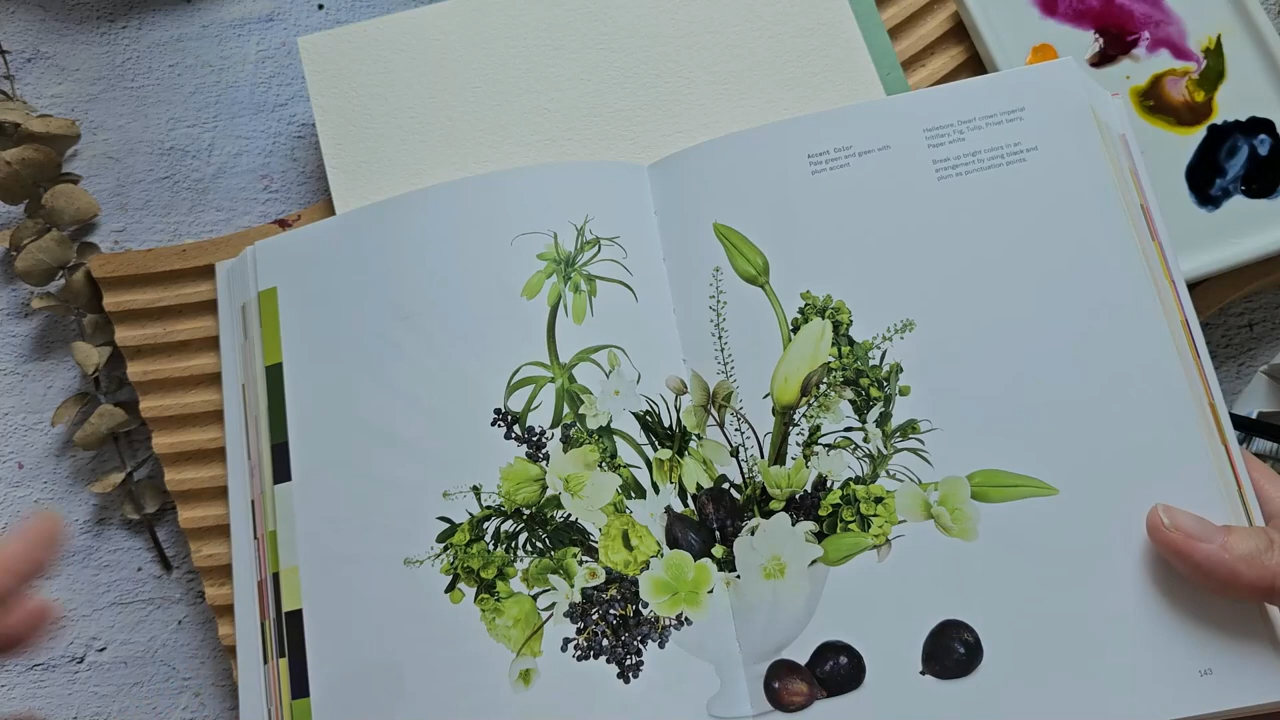 Accent Color
Pale green and green with
plum accent
Hellebore, Dwarf crown imperial
fritillary, Fig, Tulip, Privet berry,
Paper white
Break up bright colors in an
arrangement by using black and
plum as punctuation points.
143